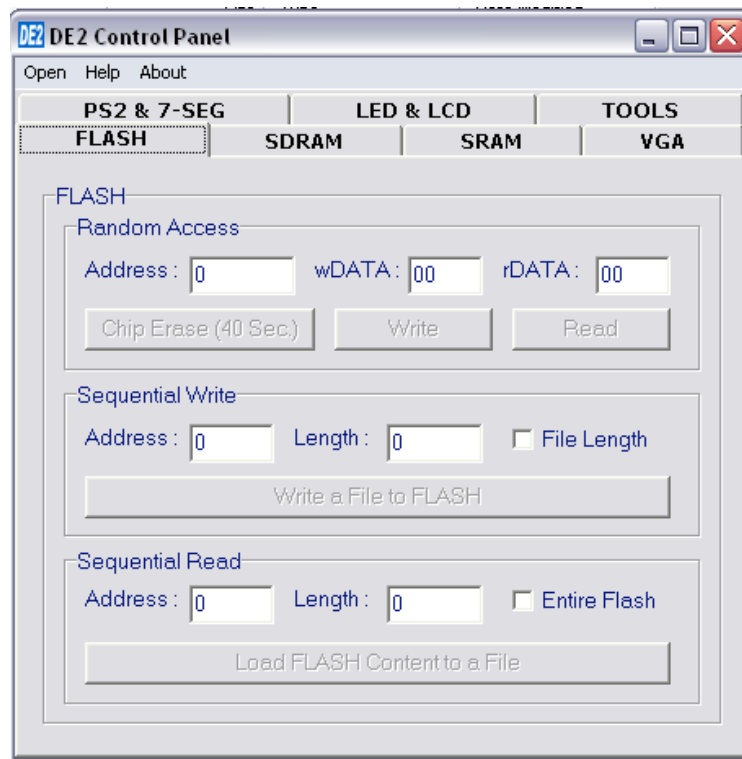 DE2 DE2 Control Panel
Open Help About
PS2 & 7-SEG LED & LCD TOOLS
FLASH SDRAM SRAM VGA
FLASH
Random Access
Address : 0 wDATA : 00 rDATA : 00
Chip Erase (40 Sec.) Write Read
Sequential Write
Address : 0 Length : 0 File Length
Write a File to FLASH
Sequential Read
Address : 0 Length : 0 Entire Flash
Load FLASH Content to a File